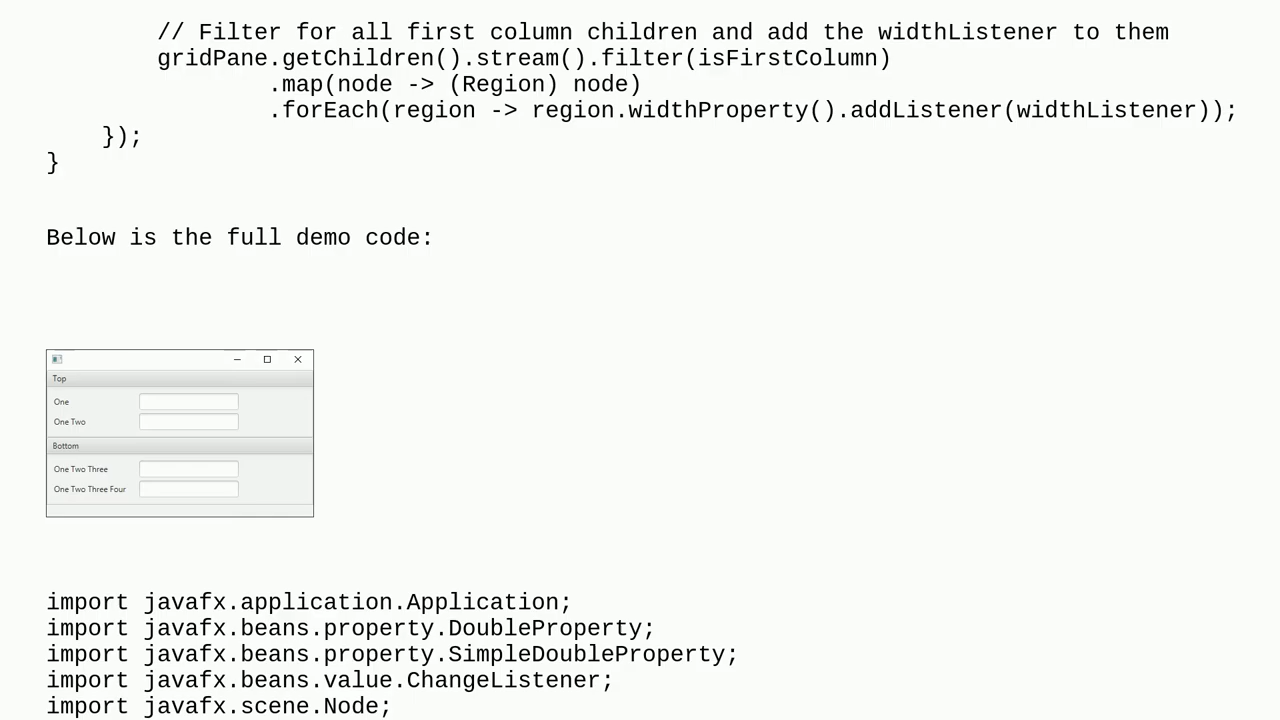 // Filter for all first column children and add the widthListener to them
gridPane.getChildren().stream().filter(isFirstColumn)
.map(node -> (Region) node)
.forEach(region -> region.widthProperty().addListener(widthListener));
});
}
Below is the full demo code:
Top
One
One Two
Bottom
One Two Three
One Two Three Four
import javafx.application.Application;
import javafx.beans.property.DoubleProperty;
import javafx.beans.property.SimpleDoubleProperty;
import javafx.beans.value.ChangeListener;
import javafx.scene.Node;